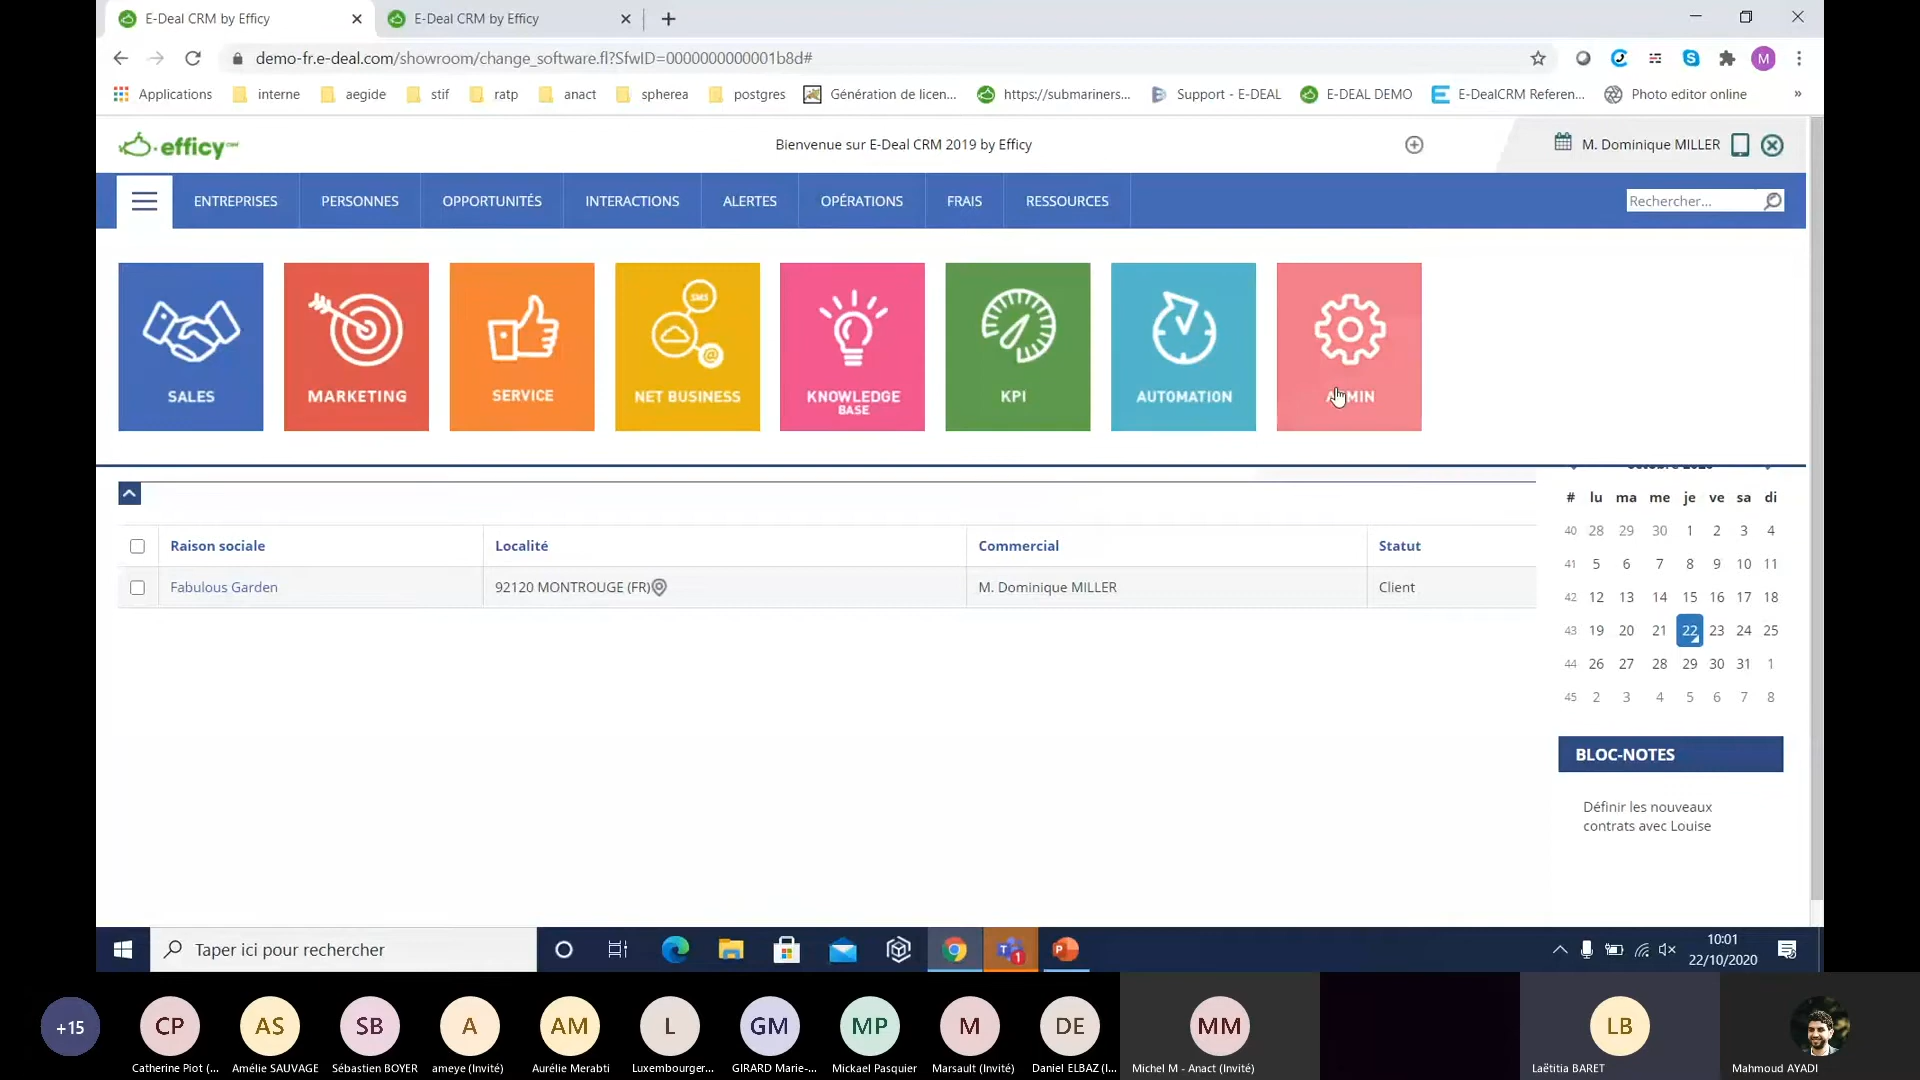 E-Deal CRM by Efficy
E-Deal CRM by Efficy
demo-fr.e-deal.com/showroom/change_software.fl?SfwID=0000000000001b8d#
M
Applications
interne
aegide
stif
ratp
anact
spherea
postgres
Génération de licen...
https://submariners...
Support - E-DEAL
E-DEAL DEMO
E-DealCRM Referen...
Photo editor online
»
efficy
Bienvenue sur E-Deal CRM 2019 by Efficy
M. Dominique MILLER
ENTREPRISES
PERSONNES
OPPORTUNITÉS
INTERACTIONS
ALERTES
OPÉRATIONS
FRAIS
RESSOURCES
Rechercher...
SALES
MARKETING
SERVICE
SMS
@
NET BUSINESS
KNOWLEDGE
BASE
KPI
AUTOMATION
# lu ma me je ve sa di
40 28 29 30 1 2 3 4
41 5 6 7 8 9 10 11
42 12 13 14 15 16 17 18
43 19 20 21 22 23 24 25
44 26 27 28 29 30 31 1
45 2 3 4 5 6 7 8
Raison sociale
Localité
Commercial
Statut
Fabulous Garden
92120 MONTROUGE (FR)
M. Dominique MILLER
Client
BLOC-NOTES
Définir les nouveaux
contrats avec Louise
Taper ici pour rechercher
1
P
10:01
22/10/2020
+15
CP
AS
SB
A
AM
L
GM
MP
M
DE
MM
LB
Catherine Piot (...
Amélie SAUVAGE
Sébastien BOYER
ameye (Invité)
Aurélie Merabti
Luxembourger...
GIRARD Marie-...
Mickael Pasquier
Marsault (Invité)
Daniel ELBAZ (I...
Michel M - Anact (Invité)
Laëtitia BARET
Mahmoud AYADI